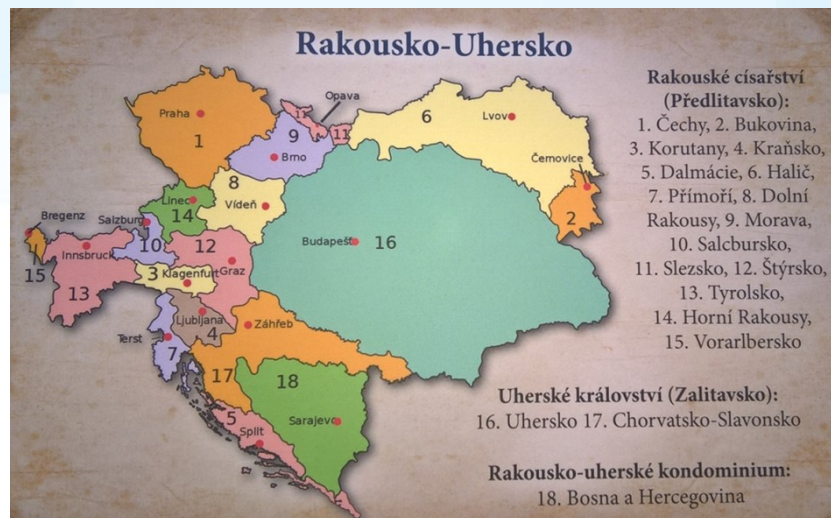 Rakousko-Uhersko
Praha
1
11
Opava
11
9
Brno
6
Lvov
Černovice
2
8
Vídeň
Linec
14
Salzburg
10
Bregenz
15
Innsbruck
13
12
Graz
3
Klagenfurt
Budapešť
16
Ljubljana
4
Terst
7
Záhřeb
17
18
Sarajevo
5
Split
Rakouské císařství
(Předlitavsko):
1. Čechy, 2. Bukovina,
3. Korutany, 4. Kraňsko,
5. Dalmácie, 6. Halič,
7. Přímoří, 8. Dolní
Rakousy, 9. Morava,
10. Salcbursko,
11. Slezsko, 12. Štýrsko,
13. Tyrolsko,
14. Horní Rakousy,
15. Vorarlbersko
Uherské království (Zalitavsko):
16. Uhersko 17. Chorvatsko-Slavonsko
Rakousko-uherské kondominium:
18. Bosna a Hercegovina